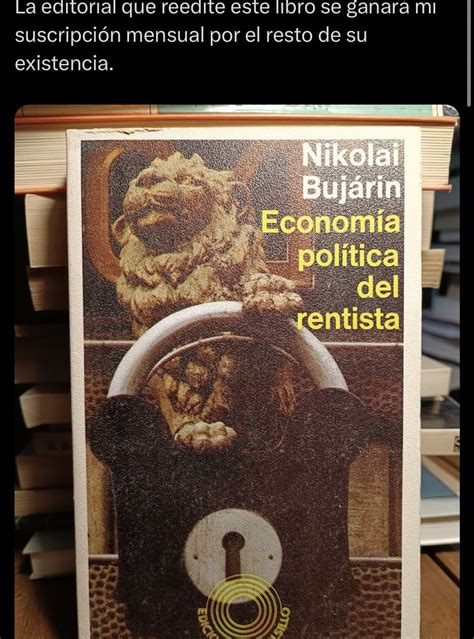 La editorial que reedite este libro se ganará mi
suscripción mensual por el resto de su
existencia.
Nikolai
Bujárin
Economía
política
del
rentista